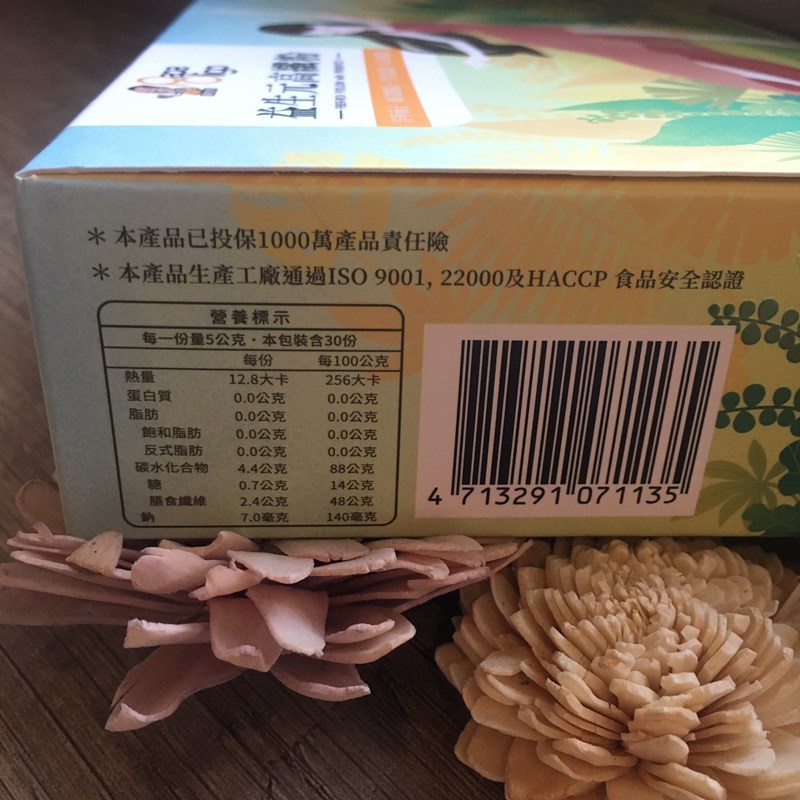 益生元高纖粉
＊本產品已投保1000萬產品責任險
＊本產品生產工廠通過ISO 9001, 22000及HACCP 食品安全認證
營養標示
每一份量5公克・本包裝含30份
每份 每100公克
熱量 12.8大卡 256大卡
蛋白質 0.0公克 0.0公克
脂肪 0.0公克 0.0公克
飽和脂肪 0.0公克 0.0公克
反式脂肪 0.0公克 0.0公克
碳水化合物 4.4公克 88公克
糖 0.7公克 14公克
膳食纖維 2.4公克 48公克
鈉 7.0毫克 140毫克
4 713291 071135